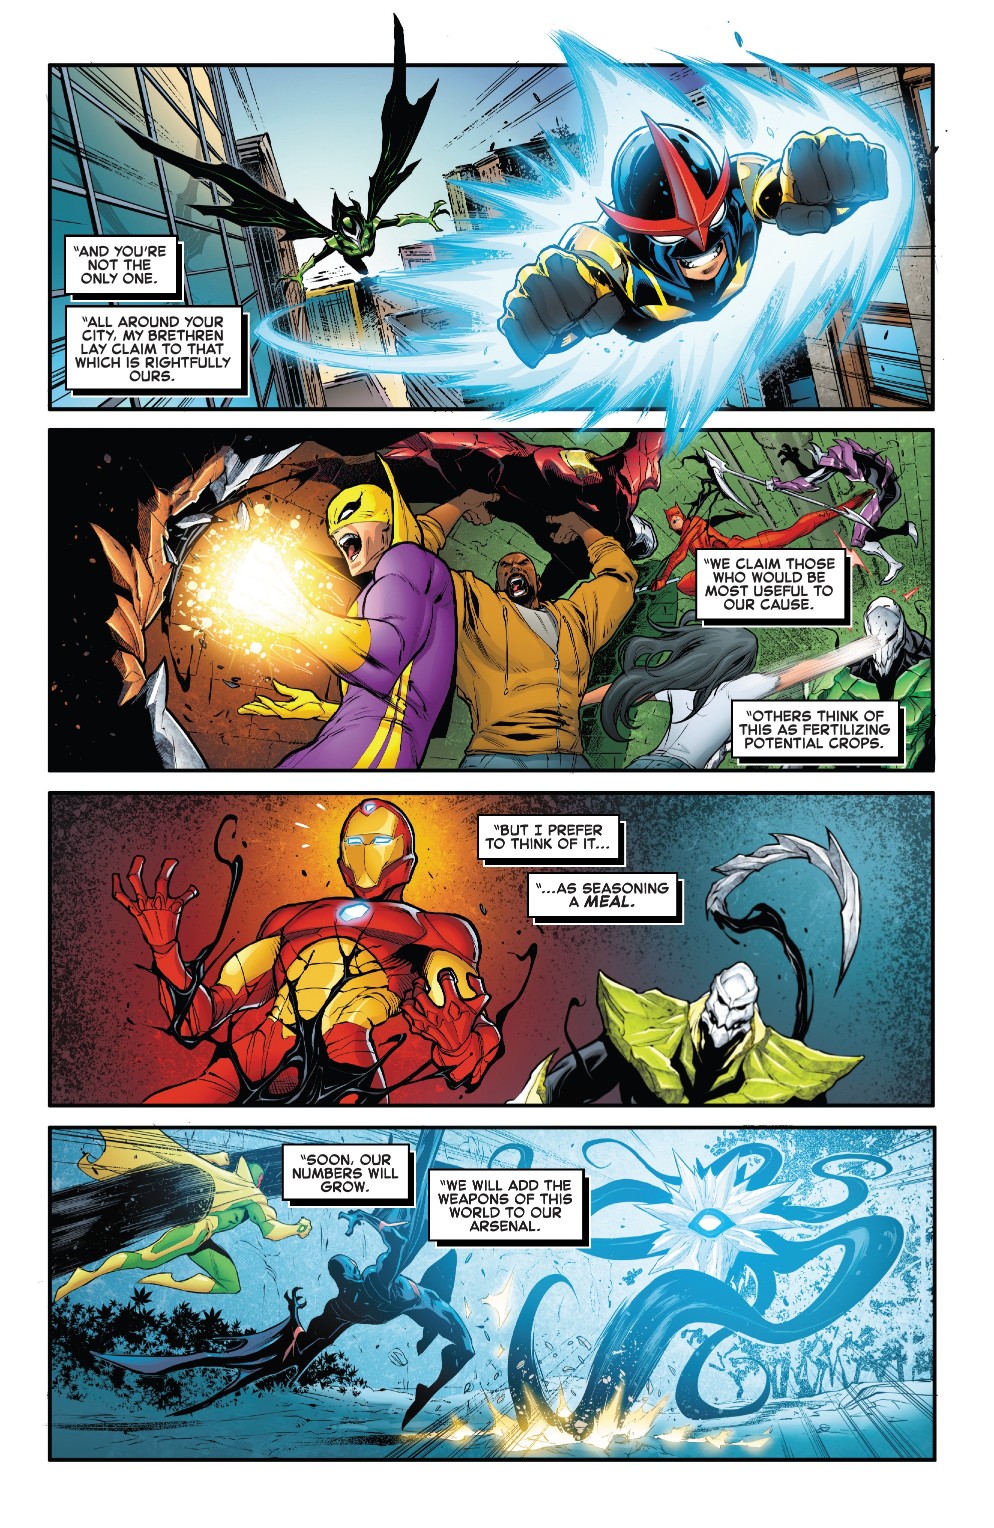 "AND YOU'RE
NOT THE
ONLY ONE.
"ALL AROUND YOUR
CITY, MY BRETHREN
LAY CLAIM TO THAT
WHICH IS RIGHTFULLY
OURS.
"WE CLAIM THOSE
WHO WOULD BE
MOST USEFUL TO
OUR CAUSE.
"OTHERS THINK OF
THIS AS FERTILIZING
POTENTIAL CROPS.
"BUT I PREFER
TO THINK OF IT...
"...AS SEASONING
A MEAL.
"SOON, OUR
NUMBERS WILL
GROW.
"WE WILL ADD THE
WEAPONS OF THIS
WORLD TO OUR
ARSENAL.